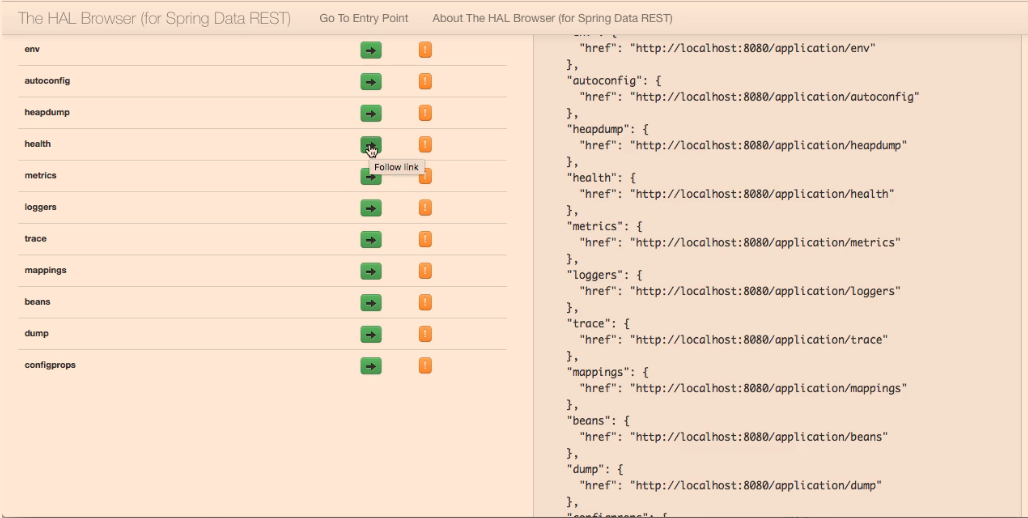 The HAL Browser (for Spring Data REST) Go To Entry Point About The HAL Browser (for Spring Data REST)
env
autoconfig
heapdump
health
Follow link
metrics
loggers
trace
mappings
beans
dump
configprops
"env": {
"href": "http://localhost:8080/application/env"
},
"autoconfig": {
"href": "http://localhost:8080/application/autoconfig"
},
"heapdump": {
"href": "http://localhost:8080/application/heapdump"
},
"health": {
"href": "http://localhost:8080/application/health"
},
"metrics": {
"href": "http://localhost:8080/application/metrics"
},
"loggers": {
"href": "http://localhost:8080/application/loggers"
},
"trace": {
"href": "http://localhost:8080/application/trace"
},
"mappings": {
"href": "http://localhost:8080/application/mappings"
},
"beans": {
"href": "http://localhost:8080/application/beans"
},
"dump": {
"href": "http://localhost:8080/application/dump"
},
"configprops": {